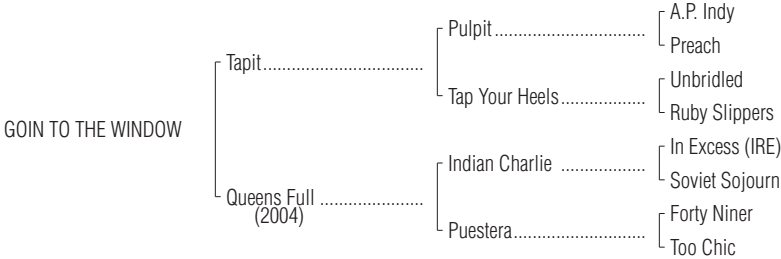 A.P. Indy
Pulpit..............................
Preach
Tapit................................
Unbridled
Tap Your Heels.................
Ruby Slippers
GOIN TO THE WINDOW
In Excess (IRE)
Indian Charlie .................
Soviet Sojourn
Queens Full .....................
(2004)
Forty Niner
Puestera..........................
Too Chic